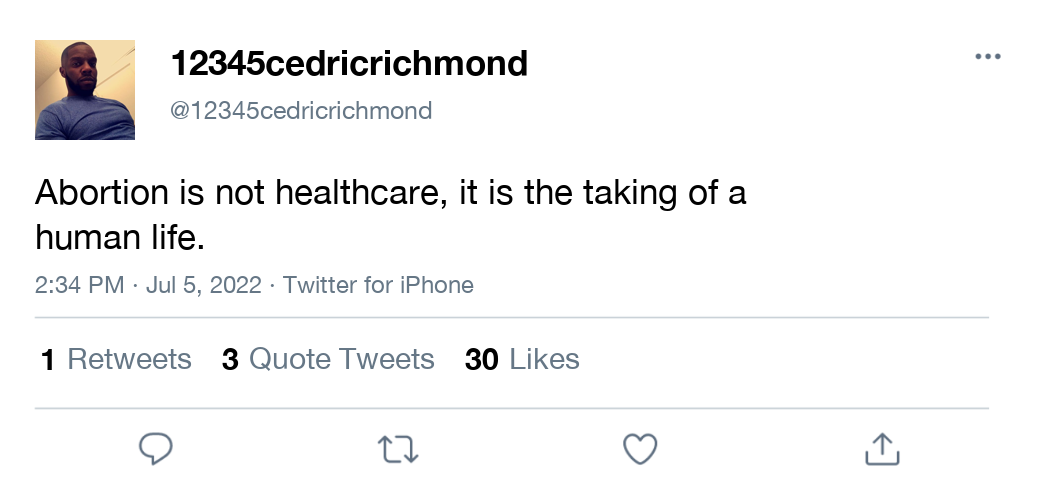 12345cedricrichmond
@12345cedricrichmond
Abortion is not healthcare, it is the taking of a
human life.
2:34 PM · Jul 5, 2022 · Twitter for iPhone
1 Retweets 3 Quote Tweets 30 Likes